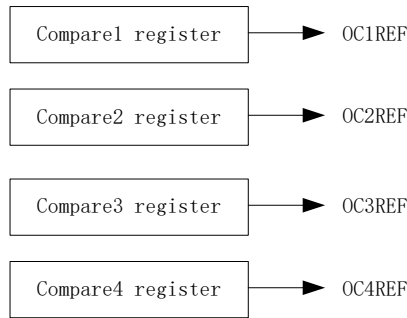 Compare1 register OC1REF
Compare2 register OC2REF
Compare3 register OC3REF
Compare4 register OC4REF